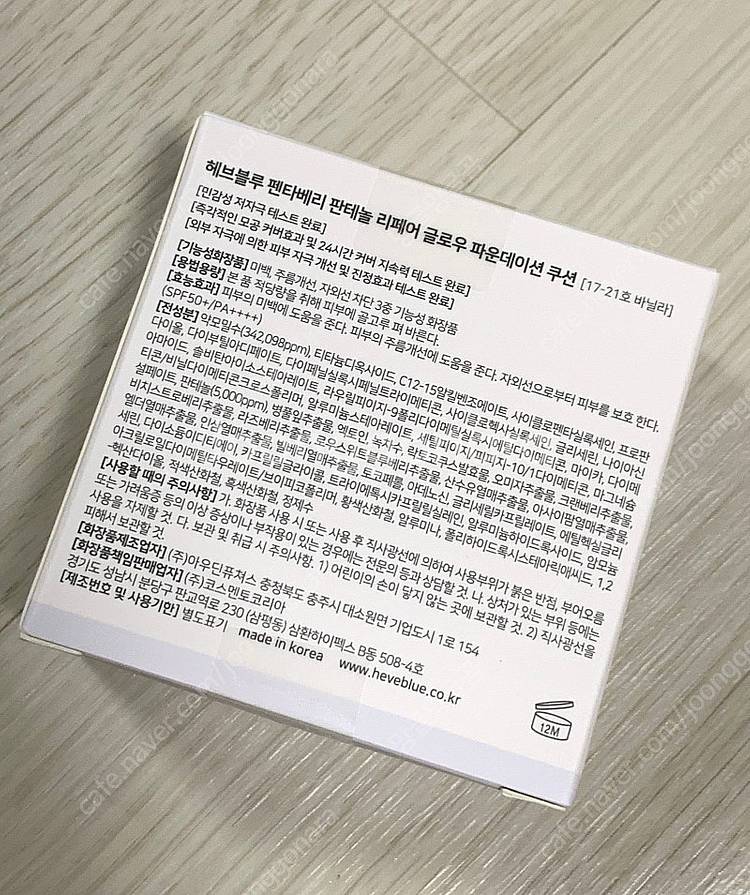 헤브블루 펜타베리 판테놀 리페어 글로우 파운데이션 쿠션 [17-21호 바닐라]
[민감성 저자극 테스트 완료]
[즉각적인 모공 커버효과 및 24시간 커버 지속력 테스트 완료]
[외부 자극에 의한 피부 자극 개선 및 진정효과 테스트 완료]
[기능성화장품] 미백, 주름개선, 자외선 차단 3종 기능성 화장품
[용법용량] 본 품 적당량을 취해 피부에 골고루 펴 바른다.
[효능효과] 피부의 미백에 도움을 준다. 피부의 주름개선에 도움을 준다. 자외선으로부터 피부를 보호 한다.
(SPF50+/PA++++)
[전성분] 약모밀수(342,098ppm), 티타늄디옥사이드, C12-15알킬벤조에이트, 사이클로펜타실록세인, 프로판
다이올, 다이부틸아디페이트, 다이페닐실록시페닐트라이메티콘, 사이클로헥사실록세인, 글리세린, 나이아신
아마이드, 솔비탄아이소스테아레이트, 라우릴피이지-9폴리다이메틸실록시에틸다이메티콘, 마이카, 다이메
티콘/비닐다이메티콘크로스폴리머, 알루미늄스테아레이트, 세틸피이지/피피지-10/1다이메티콘, 마그네슘
설페이트, 판테놀(5,000ppm), 병풀잎추출물, 엑토인, 녹차수, 락토코쿠스발효물, 오미자추출물, 크랜베리추출물,
비치스트로베리추출물, 라즈베리추출물, 로우스위트블루베리추출물, 산수유열매추출물, 아사이팜열매추출물,
엘더열매추출물, 인삼열매추출물, 빌베리열매추출물, 토코페롤, 아데노신, 글리세릴카프릴레이트, 에틸헥실글리
세린, 다이소듐이디티에이, 카프릴릴글라이콜, 트라이에톡시카프릴릴실레인, 알루미늄하이드록사이드, 암모늄
아크릴로일다이메틸타우레이트/브이피코폴리머, 황색산화철, 알루미나, 폴리하이드록시스테아릭애씨드, 1,2
-헥산다이올, 적색산화철, 흑색산화철, 정제수
[사용할 때의 주의사항] 가. 화장품 사용 시 또는 사용 후 직사광선에 의하여 사용부위가 붉은 반점, 부어오름
또는 가려움증 등의 이상 증상이나 부작용이 있는 경우에는 전문의 등과 상담할 것. 나. 상처가 있는 부위 등에는
사용을 자제할 것. 다. 보관 및 취급 시 주의사항. 1) 어린이의 손이 닿지 않는 곳에 보관할 것. 2) 직사광선을
피해서 보관할 것.
[화장품제조업자] (주)아우딘퓨쳐스 충청북도 충주시 대소원면 기업도시 1로 154
[화장품책임판매업자] (주)코스멘토코리아
경기도 성남시 분당구 판교역로 230 (삼평동) 삼환하이펙스 B동 508-4호
[제조번호 및 사용기한] 별도표기 made in korea www.heveblue.co.kr
12M
cafe.naver.com/joonggonara